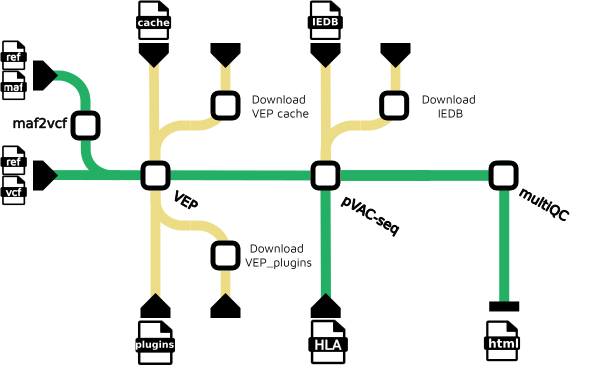 cache
IEDB
ref
maf
Download
VEP cache
Download
IEDB
maf2vcf
ref
vcf
VEP
pVAC-seq
multiQC
Download
VEP_plugins
plugins
HLA
html